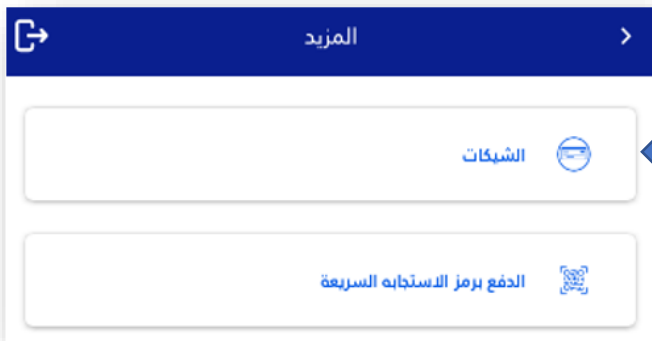 المزيد
الشيكات
الدفع برمز الاستجابه السريعة